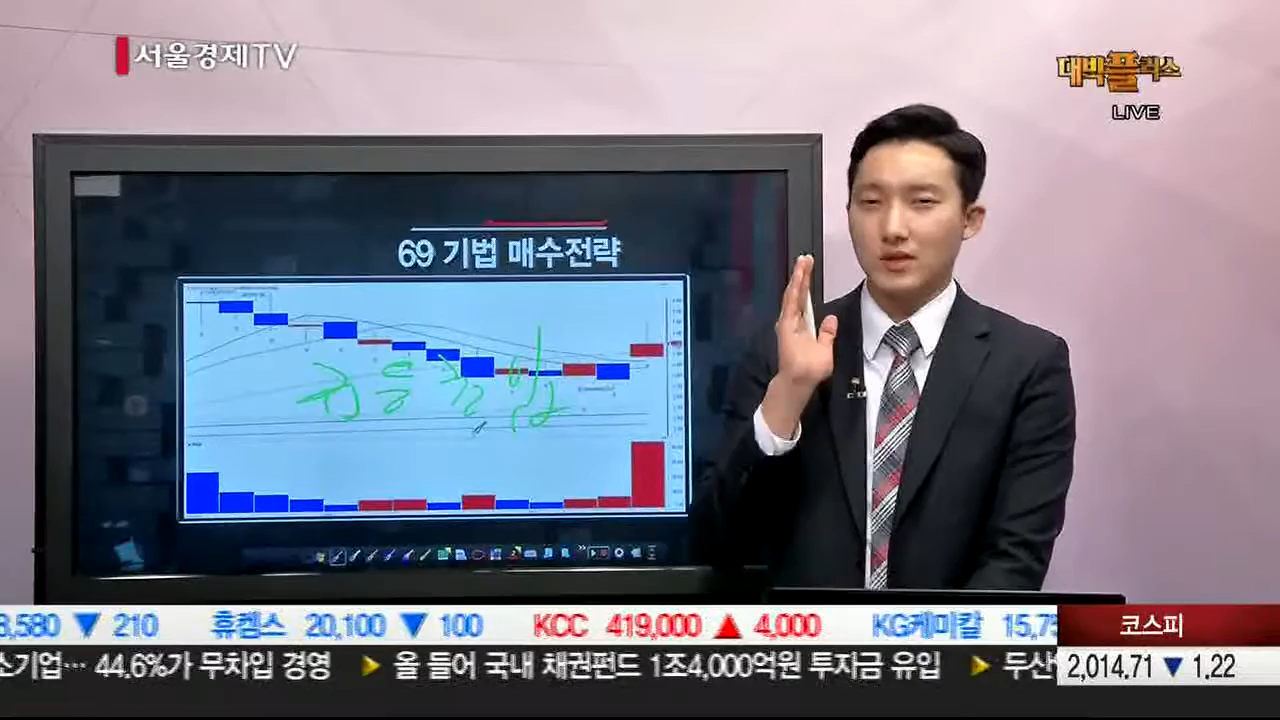 서울경제TV
대박플러스
LIVE
69 기법 매수전략
3,580 ▼ 210 휴켐스 20,100 ▼ 100 KCC 419,000 ▲ 4,000 KG케미칼 15,75
코스피
소기업… 44.6%가 무차입 경영 ▶ 올 들어 국내 채권펀드 1조4,000억원 투자금 유입 ▶ 두산
2,014.71 ▼ 1.22